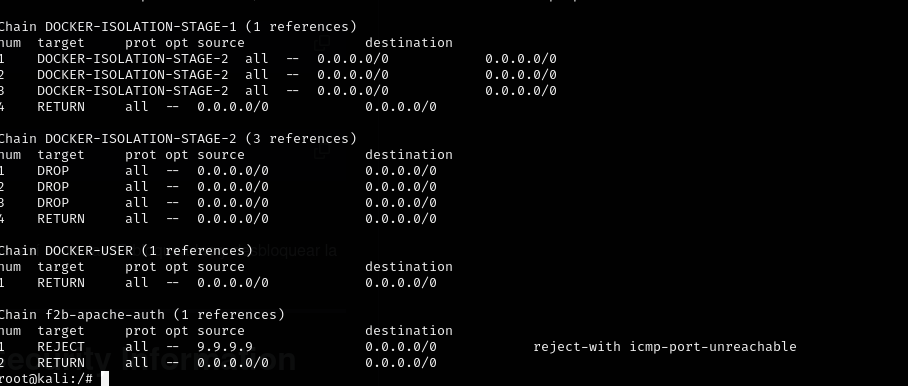 Chain DOCKER-ISOLATION-STAGE-1 (1 references)
num  target     prot opt source               destination
1    DOCKER-ISOLATION-STAGE-2  all  --  0.0.0.0/0            0.0.0.0/0
2    DOCKER-ISOLATION-STAGE-2  all  --  0.0.0.0/0            0.0.0.0/0
3    DOCKER-ISOLATION-STAGE-2  all  --  0.0.0.0/0            0.0.0.0/0
4    RETURN     all  --  0.0.0.0/0            0.0.0.0/0
Chain DOCKER-ISOLATION-STAGE-2 (3 references)
num  target     prot opt source               destination
1    DROP       all  --  0.0.0.0/0            0.0.0.0/0
2    DROP       all  --  0.0.0.0/0            0.0.0.0/0
3    DROP       all  --  0.0.0.0/0            0.0.0.0/0
4    RETURN     all  --  0.0.0.0/0            0.0.0.0/0
Chain DOCKER-USER (1 references)
num  target     prot opt source               destination
1    RETURN     all  --  0.0.0.0/0            0.0.0.0/0
Chain f2b-apache-auth (1 references)
num  target     prot opt source               destination
1    REJECT     all  --  9.9.9.9              0.0.0.0/0            reject-with icmp-port-unreachable
2    RETURN     all  --  0.0.0.0/0            0.0.0.0/0
root@kali:/#